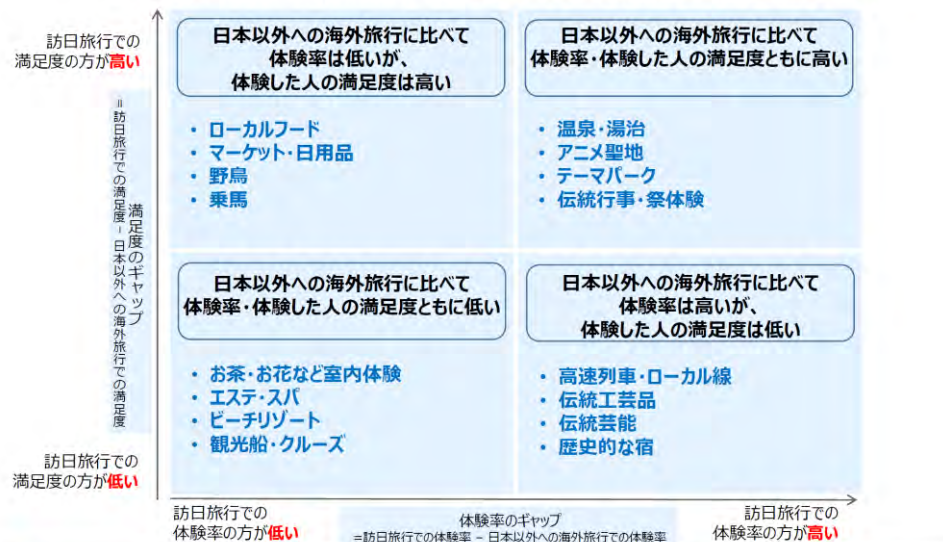 訪日旅行での
満足度の方が高い
日本以外への海外旅行に比べて
体験率は低いが、
体験した人の満足度は高い
・ローカルフード
・マーケット・日用品
・野鳥
・乗馬
日本以外への海外旅行に比べて
体験率・体験した人の満足度ともに高い
・温泉・湯治
・アニメ聖地
・テーマパーク
・伝統行事・祭体験
満足度のギャップ
=訪日旅行での満足度 − 日本以外への海外旅行での満足度
日本以外への海外旅行に比べて
体験率・体験した人の満足度ともに低い
・お茶・お花など室内体験
・エステ・スパ
・ビーチリゾート
・観光船・クルーズ
日本以外への海外旅行に比べて
体験率は高いが、
体験した人の満足度は低い
・高速列車・ローカル線
・伝統工芸品
・伝統芸能
・歴史的な宿
訪日旅行での
満足度の方が低い
訪日旅行での
体験率の方が低い
体験率のギャップ
=訪日旅行での体験率 − 日本以外への海外旅行での体験率
訪日旅行での
体験率の方が高い